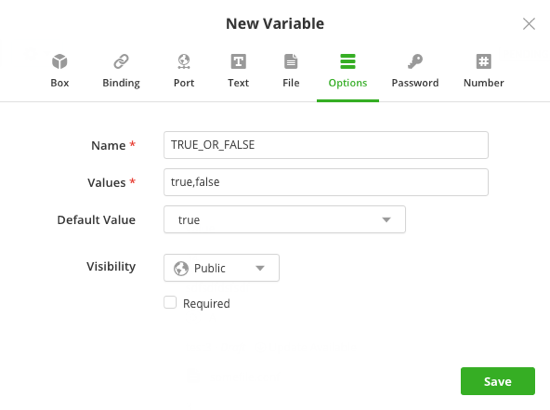 New Variable
Box Binding Port Text File Options Password Number
Name * TRUE_OR_FALSE
Values * true,false
Default Value true
Visibility Public
Required
Save